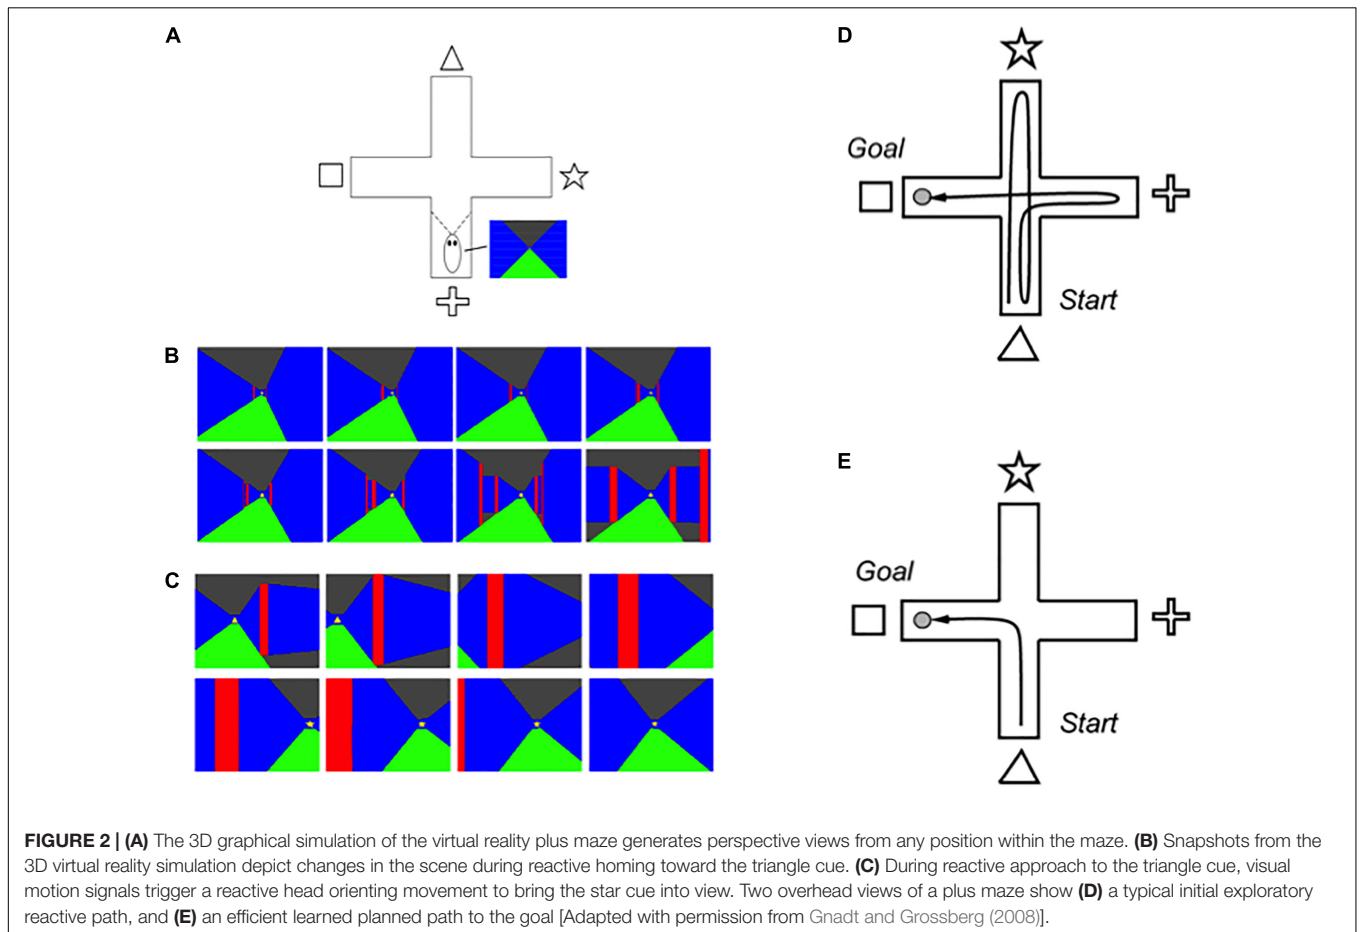 A
D
Goal
Start
B
E
Goal
C
Start
FIGURE 2 | (A) The 3D graphical simulation of the virtual reality plus maze generates perspective views from any position within the maze. (B) Snapshots from the
3D virtual reality simulation depict changes in the scene during reactive homing toward the triangle cue. (C) During reactive approach to the triangle cue, visual
motion signals trigger a reactive head orienting movement to bring the star cue into view. Two overhead views of a plus maze show (D) a typical initial exploratory
reactive path, and (E) an efficient learned planned path to the goal [Adapted with permission from Gnadt and Grossberg (2008)].